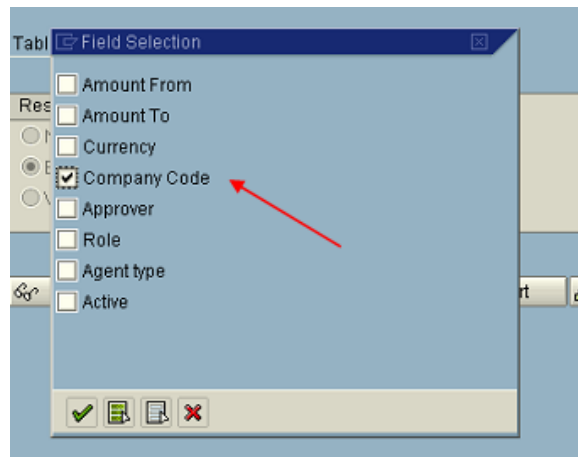 Tabl
Field Selection
Amount From
Res
Amount To
Currency
Company Code
Approver
Role
Agent type
Active
rt